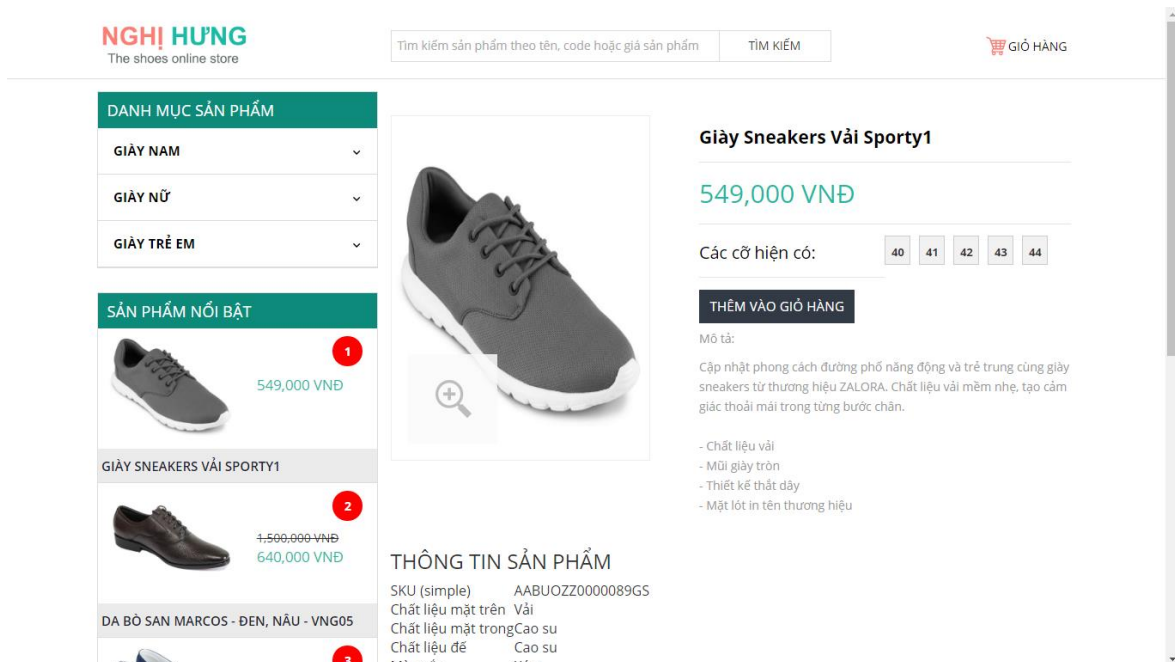 NGHỊ HƯNG
The shoes online store
Tìm kiếm sản phẩm theo tên, code hoặc giá sản phẩm
TÌM KIẾM
GIỎ HÀNG
DANH MỤC SẢN PHẨM
GIÀY NAM
GIÀY NỮ
GIÀY TRẺ EM
SẢN PHẨM NỔI BẬT
1
549,000 VNĐ
GIÀY SNEAKERS VẢI SPORTY1
2
1,500,000 VNĐ
640,000 VNĐ
DA BÒ SAN MARCOS - ĐEN, NÂU - VNG05
3
Giày Sneakers Vải Sporty1
549,000 VNĐ
Các cỡ hiện có: 40 41 42 43 44
THÊM VÀO GIỎ HÀNG
Mô tả:
Cập nhật phong cách đường phố năng động và trẻ trung cùng giày
sneakers từ thương hiệu ZALORA. Chất liệu vải mềm nhẹ, tạo cảm
giác thoải mái trong từng bước chân.
- Chất liệu vải
- Mũi giày tròn
- Thiết kế thắt dây
- Mặt lót in tên thương hiệu
THÔNG TIN SẢN PHẨM
SKU (simple) AABUOZZ0000089GS
Chất liệu mặt trên Vải
Chất liệu mặt trong Cao su
Chất liệu đế Cao su